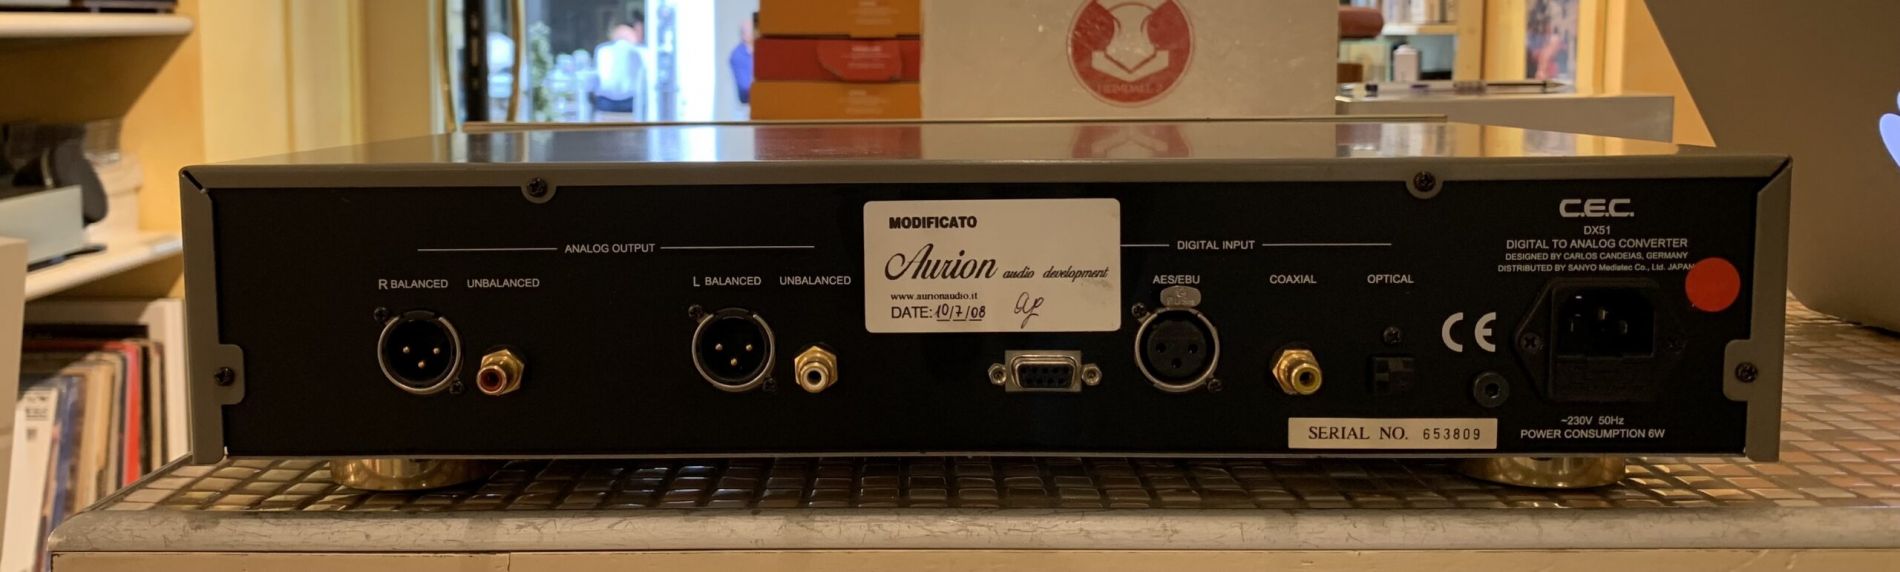 HEIMDALL 2
ANALOG OUTPUT
R BALANCED
UNBALANCED
L BALANCED
UNBALANCED
MODIFICATO
Aurion audio development
www.aurionaudio.it
DATE: 10/7/08
DIGITAL INPUT
AES/EBU
COAXIAL
OPTICAL
C.E.C.
DX51
DIGITAL TO ANALOG CONVERTER
DESIGNED BY CARLOS CANDEIAS, GERMANY
DISTRIBUTED BY SANYO Mediatec Co., Ltd. JAPAN
CE
SERIAL NO. 653809
~230V 50Hz
POWER CONSUMPTION 6W